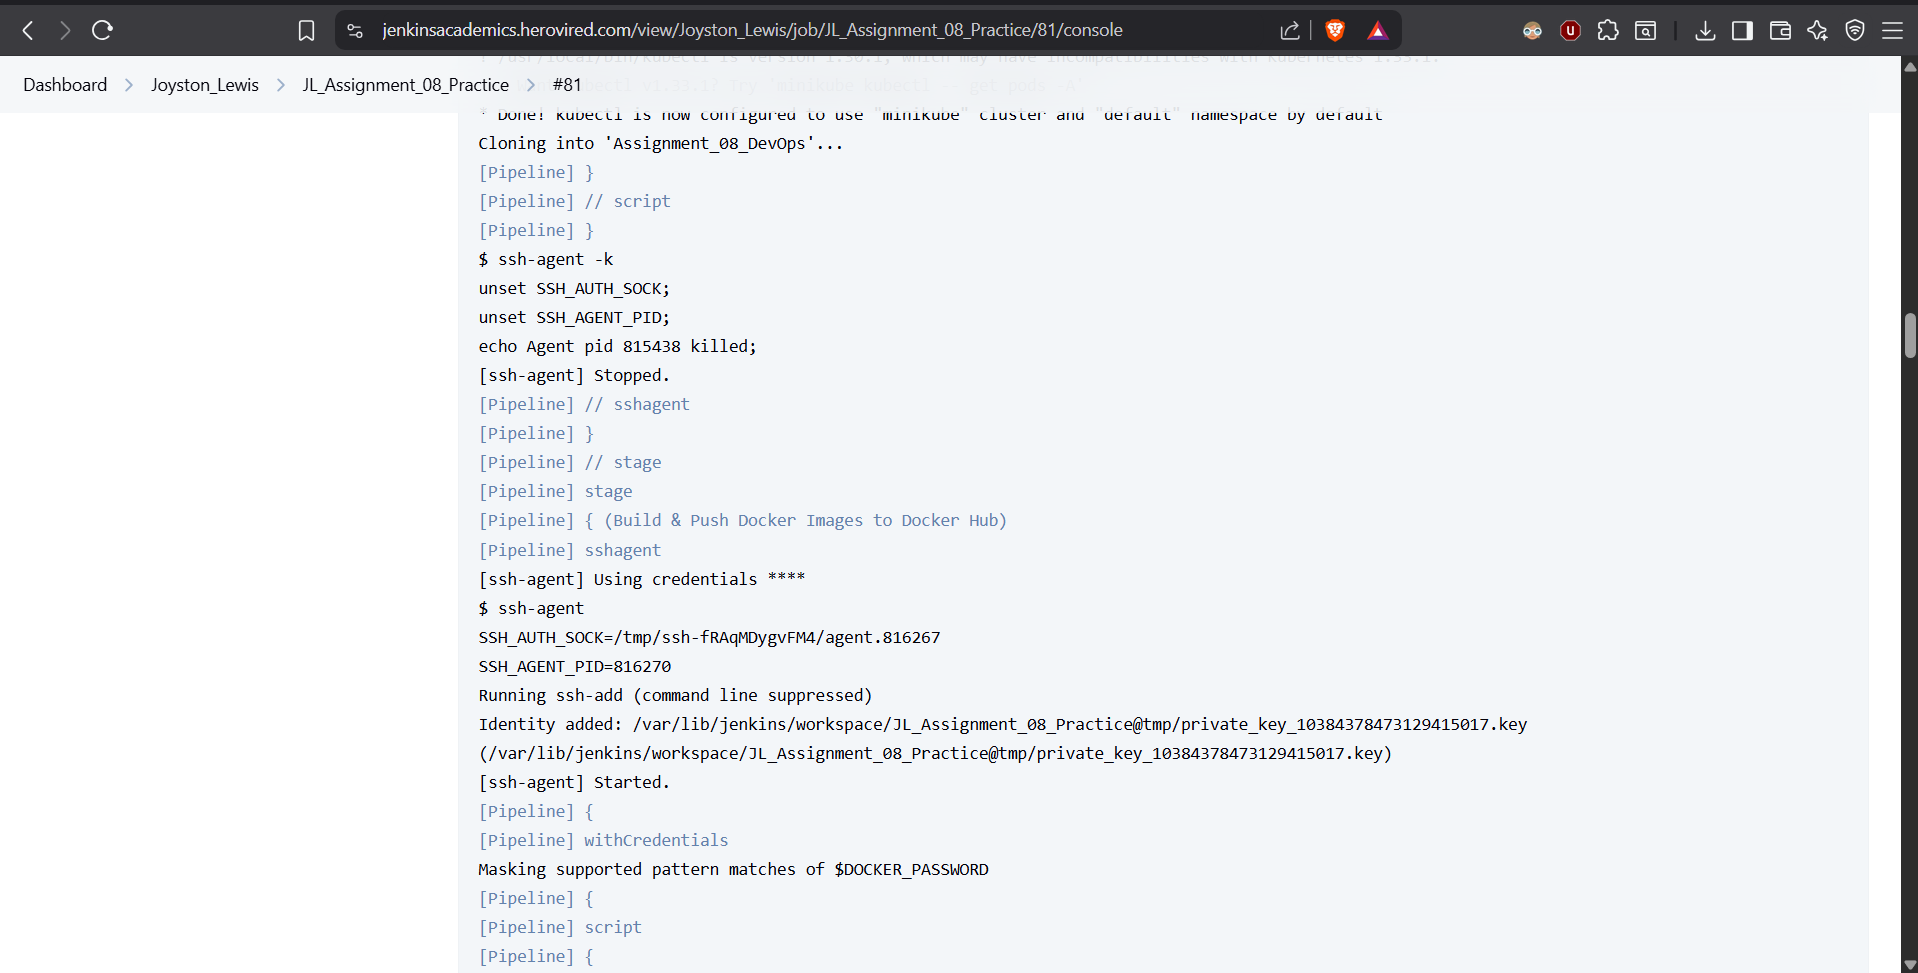 jenkinsacademics.herovired.com/view/Joyston_Lewis/job/JL_Assignment_08_Practice/81/console
Dashboard > Joyston_Lewis > JL_Assignment_08_Practice > #81
* Done! kubectl is now configured to use "minikube" cluster and "default" namespace by default
Cloning into 'Assignment_08_DevOps'...
[Pipeline] }
[Pipeline] // script
[Pipeline] }
$ ssh-agent -k
unset SSH_AUTH_SOCK;
unset SSH_AGENT_PID;
echo Agent pid 815438 killed;
[ssh-agent] Stopped.
[Pipeline] // sshagent
[Pipeline] }
[Pipeline] // stage
[Pipeline] stage
[Pipeline] { (Build & Push Docker Images to Docker Hub)
[Pipeline] sshagent
[ssh-agent] Using credentials ****
$ ssh-agent
SSH_AUTH_SOCK=/tmp/ssh-fRAqMDygvFM4/agent.816267
SSH_AGENT_PID=816270
Running ssh-add (command line suppressed)
Identity added: /var/lib/jenkins/workspace/JL_Assignment_08_Practice@tmp/private_key_10384378473129415017.key
(/var/lib/jenkins/workspace/JL_Assignment_08_Practice@tmp/private_key_10384378473129415017.key)
[ssh-agent] Started.
[Pipeline] {
[Pipeline] withCredentials
Masking supported pattern matches of $DOCKER_PASSWORD
[Pipeline] {
[Pipeline] script
[Pipeline] {